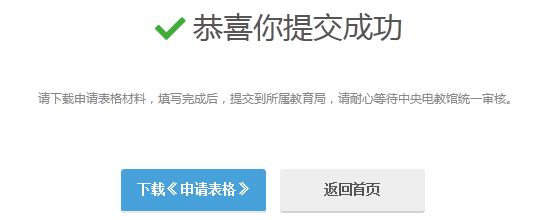 恭喜你提交成功
请下载申请表格材料，填写完成后，提交到所属教育局，请耐心等待中央电教馆统一审核。
下载《申请表格》
返回首页